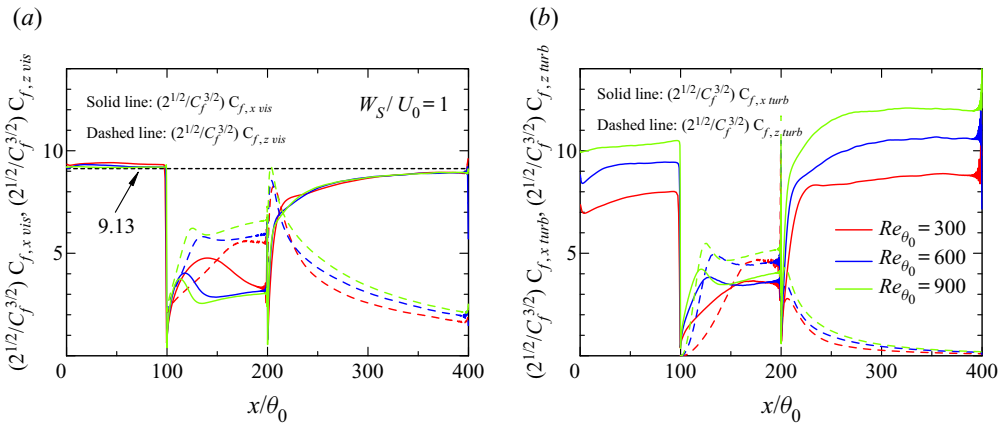 (a)
(2^{1/2}/C_f^{3/2}) C_{f,x vis}, (2^{1/2}/C_f^{3/2}) C_{f,z vis}
Solid line: (2^{1/2}/C_f^{3/2}) C_{f,x vis}
Dashed line: (2^{1/2}/C_f^{3/2}) C_{f,z vis}
W_S/U_0 = 1
10
9.13
5
0 100 200 300 400
x/θ_0
(b)
(2^{1/2}/C_f^{3/2}) C_{f,x turb}, (2^{1/2}/C_f^{3/2}) C_{f,z turb}
Solid line: (2^{1/2}/C_f^{3/2}) C_{f,x turb}
Dashed line: (2^{1/2}/C_f^{3/2}) C_{f,z turb}
10
5
Re_{θ_0} = 300
Re_{θ_0} = 600
Re_{θ_0} = 900
0 100 200 300 400
x/θ_0